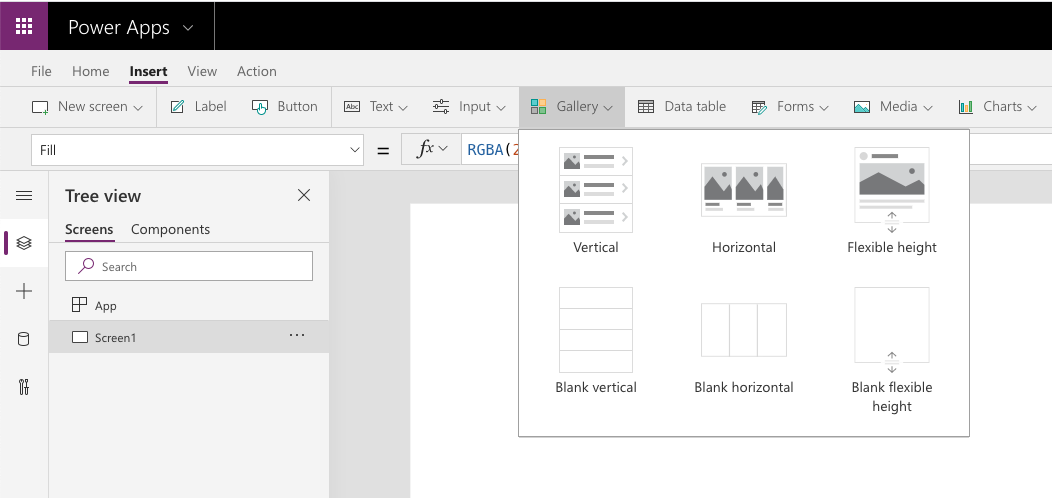 Power Apps
File Home Insert View Action
New screen Label Button Abc Text Input Gallery Data table Forms Media Charts
Fill = fx RGBA(2
Tree view
Screens Components
Search
App
Screen1 ...
Vertical Horizontal Flexible height
Blank vertical Blank horizontal Blank flexible
height